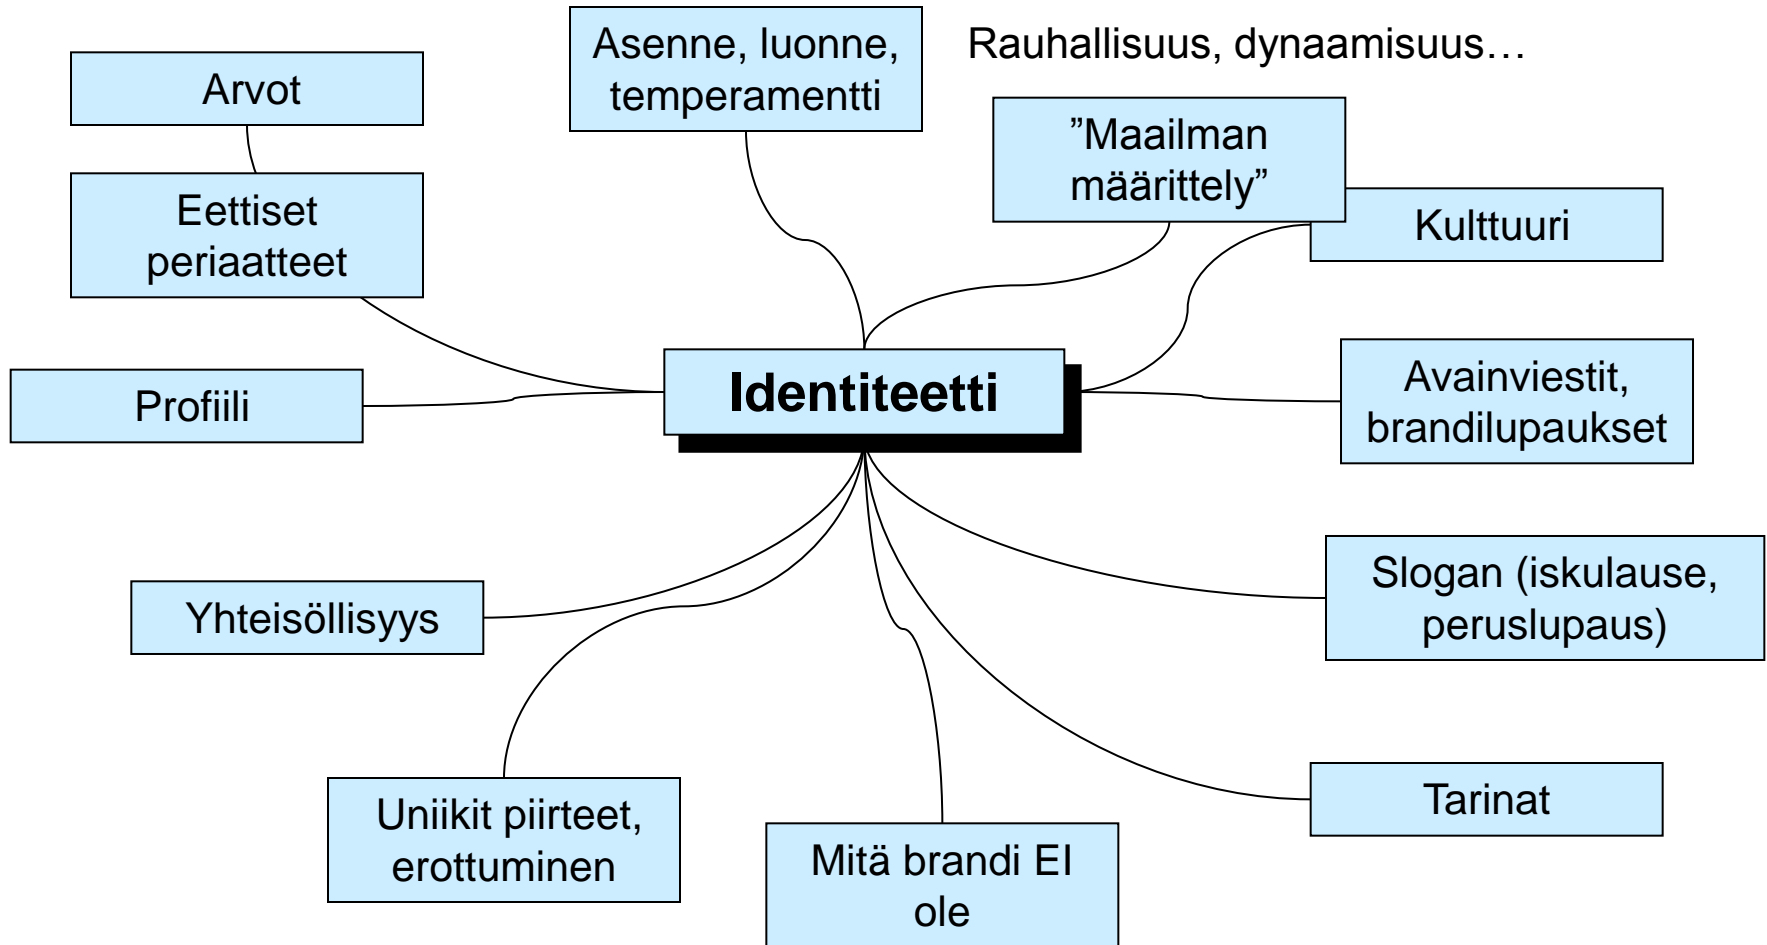 Asenne, luonne,
temperamentti
Rauhallisuus, dynaamisuus…
Arvot
”Maailman
määrittely”
Eettiset
periaatteet
Kulttuuri
Identiteetti
Avainviestit,
brandilupaukset
Profiili
Slogan (iskulause,
peruslupaus)
Yhteisöllisyys
Tarinat
Uniikit piirteet,
erottuminen
Mitä brandi EI
ole